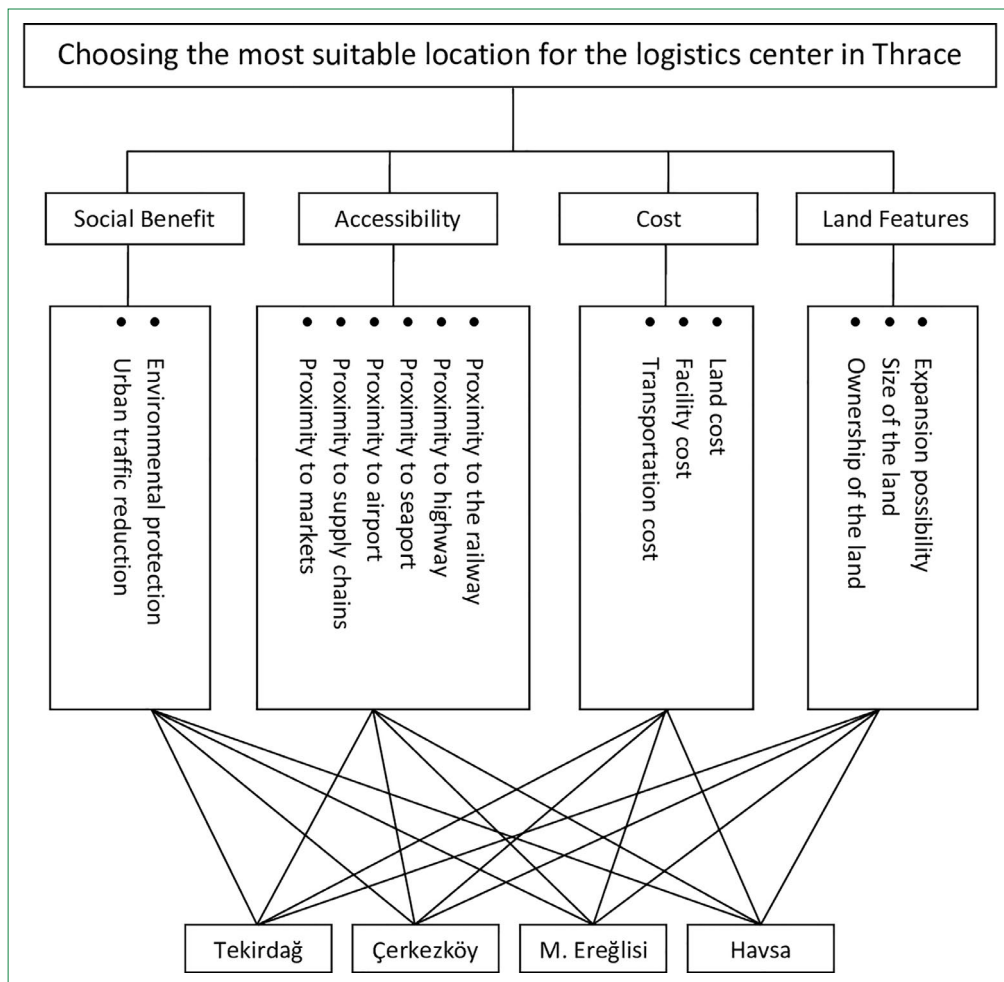 Choosing the most suitable location for the logistics center in Thrace
Social Benefit
Accessibility
Cost
Land Features
• Environmental protection
• Urban traffic reduction
• Proximity to the railway
• Proximity to highway
• Proximity to seaport
• Proximity to airport
• Proximity to supply chains
• Proximity to markets
• Land cost
• Facility cost
• Transportation cost
• Expansion possibility
• Size of the land
• Ownership of the land
Tekirdağ
Çerkezköy
M. Ereğlisi
Havsa